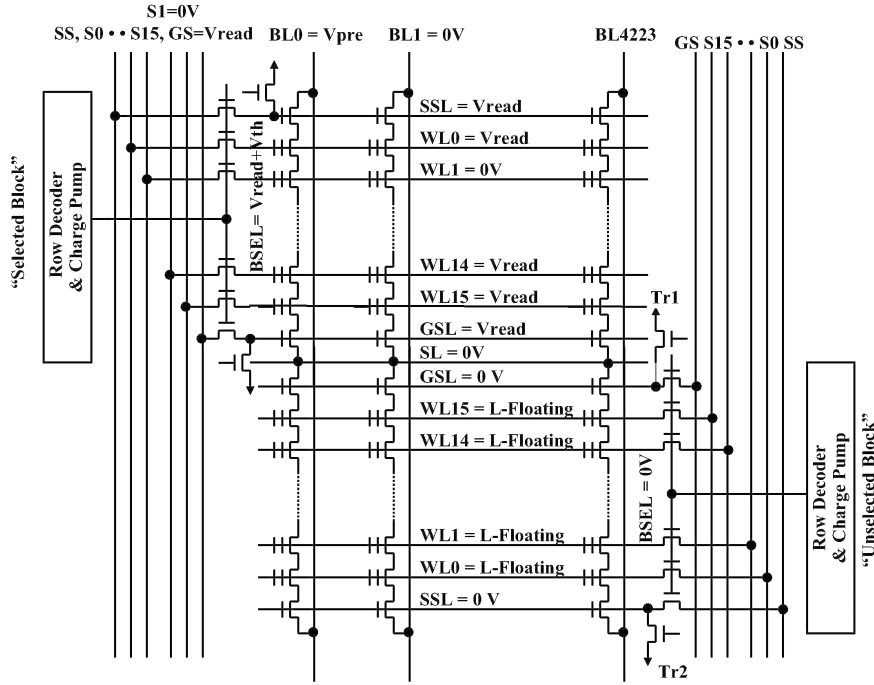 S1=0V
SS, S0 • • S15, GS=Vread
BL0 = Vpre
BL1 = 0V
BL4223
GS S15 • • S0 SS
“Selected Block”
Row Decoder
& Charge Pump
BSEL= Vread+Vth
SSL = Vread
WL0 = Vread
WL1 = 0V
WL14 = Vread
WL15 = Vread
GSL = Vread
SL = 0V
GSL = 0 V
WL15 = L-Floating
WL14 = L-Floating
WL1 = L-Floating
WL0 = L-Floating
SSL = 0 V
Tr1
BSEL = 0V
Tr2
Row Decoder
& Charge Pump
“Unselected Block”